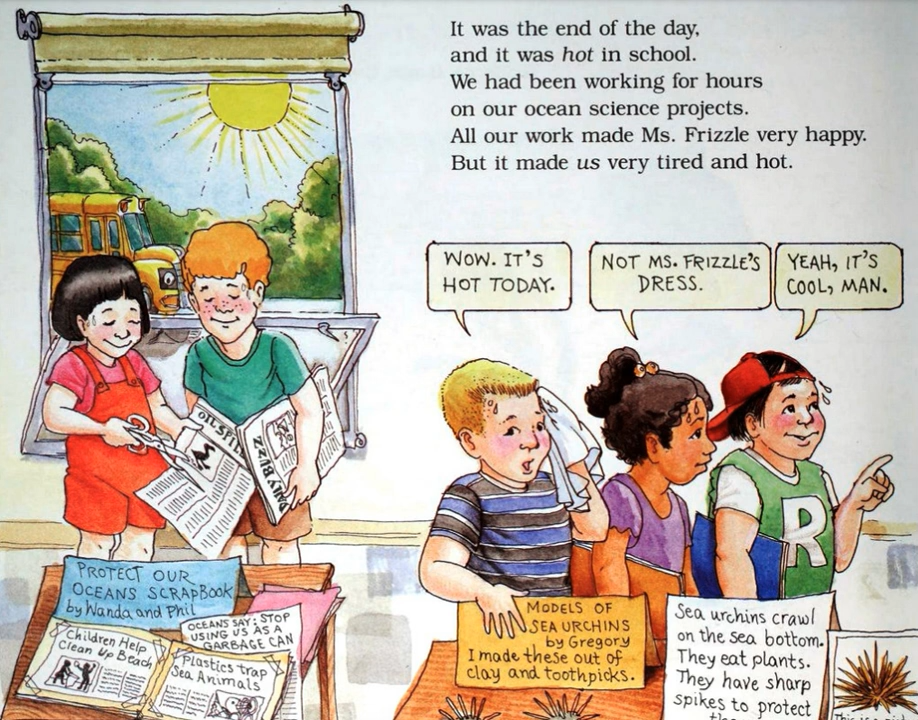 It was the end of the day,
and it was hot in school.
We had been working for hours
on our ocean science projects.
All our work made Ms. Frizzle very happy.
But it made us very tired and hot.
WOW. IT'S
HOT TODAY.
NOT MS. FRIZZLE'S
DRESS.
YEAH, IT'S
COOL, MAN.
OIL SPILL
DAILY BUZZ
R
PROTECT OUR
OCEANS SCRAPBOOK
by Wanda and Phil
Children Help
Clean Up Beach
OCEANS SAY: STOP
USING US AS A
GARBAGE CAN
Plastics trap
Sea Animals
MODELS OF
SEA URCHINS
by Gregory
I made these out of
clay and toothpicks.
Sea urchins crawl
on the sea bottom.
They eat plants.
They have sharp
spikes to protect
This is a